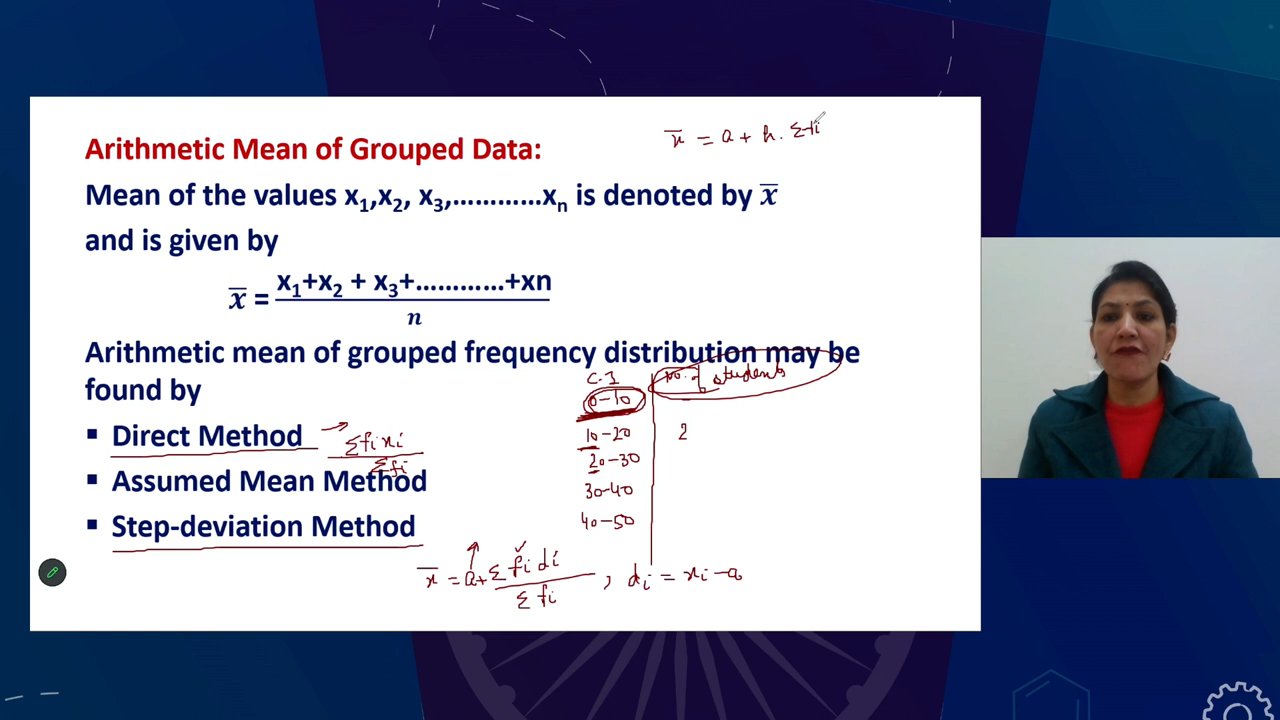 x̄ = a + h. Σfi
Arithmetic Mean of Grouped Data:
Mean of the values x₁,x₂, x₃,…………xₙ is denoted by x̄
and is given by
x̄ = x₁+x₂ + x₃+…………+xn
n
Arithmetic mean of grouped frequency distribution may be
found by
C.I no. of students
0-10
▪ Direct Method → Σfixi
Σfi
10-20 2
20-30
▪ Assumed Mean Method
30-40
▪ Step-deviation Method
40-50
x̄ = a+ Σfidi , di = xi-a
Σfi